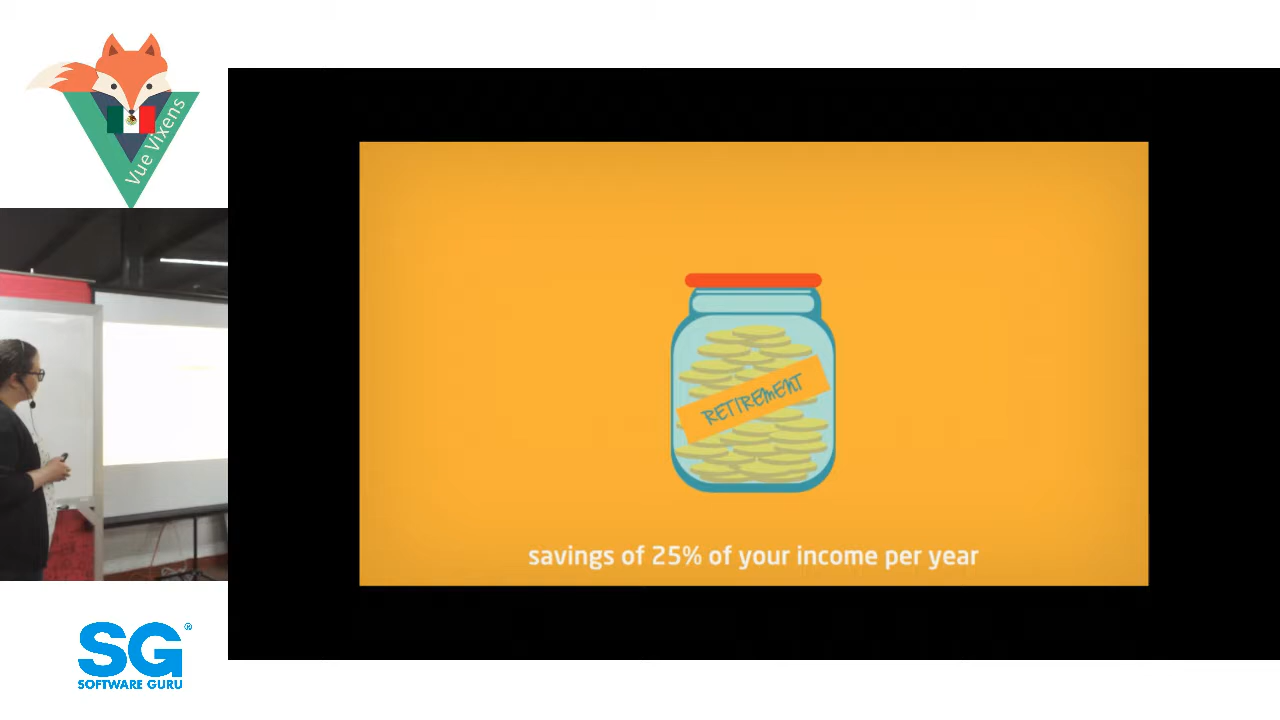 Vue Vixens
RETIREMENT
savings of 25% of your income per year
SG®
SOFTWARE GURU